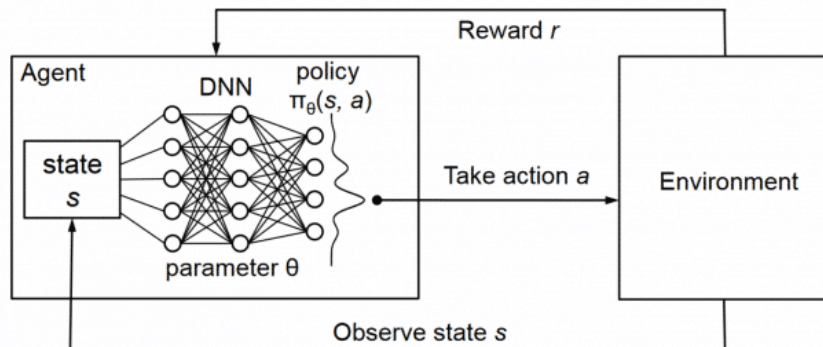 Reward r
Agent
DNN
policy
πθ(s, a)
state
s
Take action a
Environment
parameter θ
Observe state s